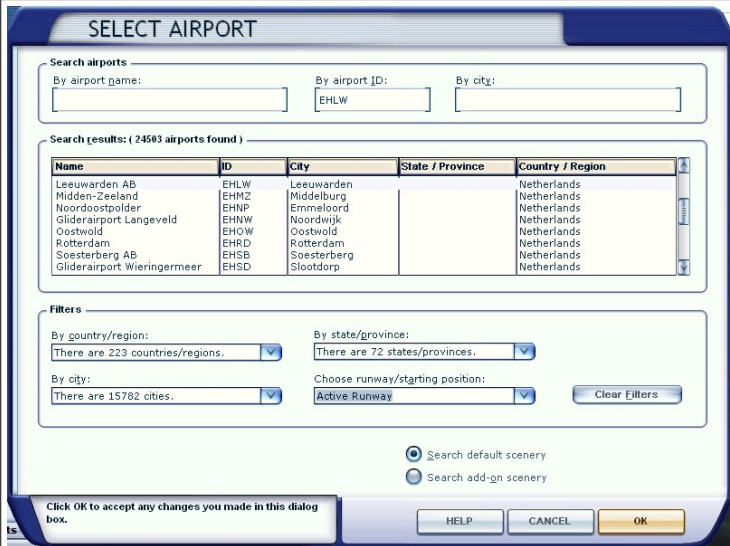 SELECT AIRPORT
Search airports
By airport name: By airport ID: By city:
EHLW
Search results: ( 24503 airports found )
Name ID City State / Province Country / Region
Leeuwarden AB EHLW Leeuwarden Netherlands
Midden-Zeeland EHMZ Middelburg Netherlands
Noordoostpolder EHNP Emmeloord Netherlands
Gliderairport Langeveld EHNW Noordwijk Netherlands
Oostwold EHOW Oostwold Netherlands
Rotterdam EHRD Rotterdam Netherlands
Soesterberg AB EHSB Soesterberg Netherlands
Gliderairport Wieringermeer EHSD Slootdorp Netherlands
Filters
By country/region: By state/province:
There are 223 countries/regions. There are 72 states/provinces.
By city: Choose runway/starting position:
There are 15782 cities. Active Runway Clear Filters
Search default scenery
Search add-on scenery
Click OK to accept any changes you made in this dialog
box.
HELP CANCEL OK
ts